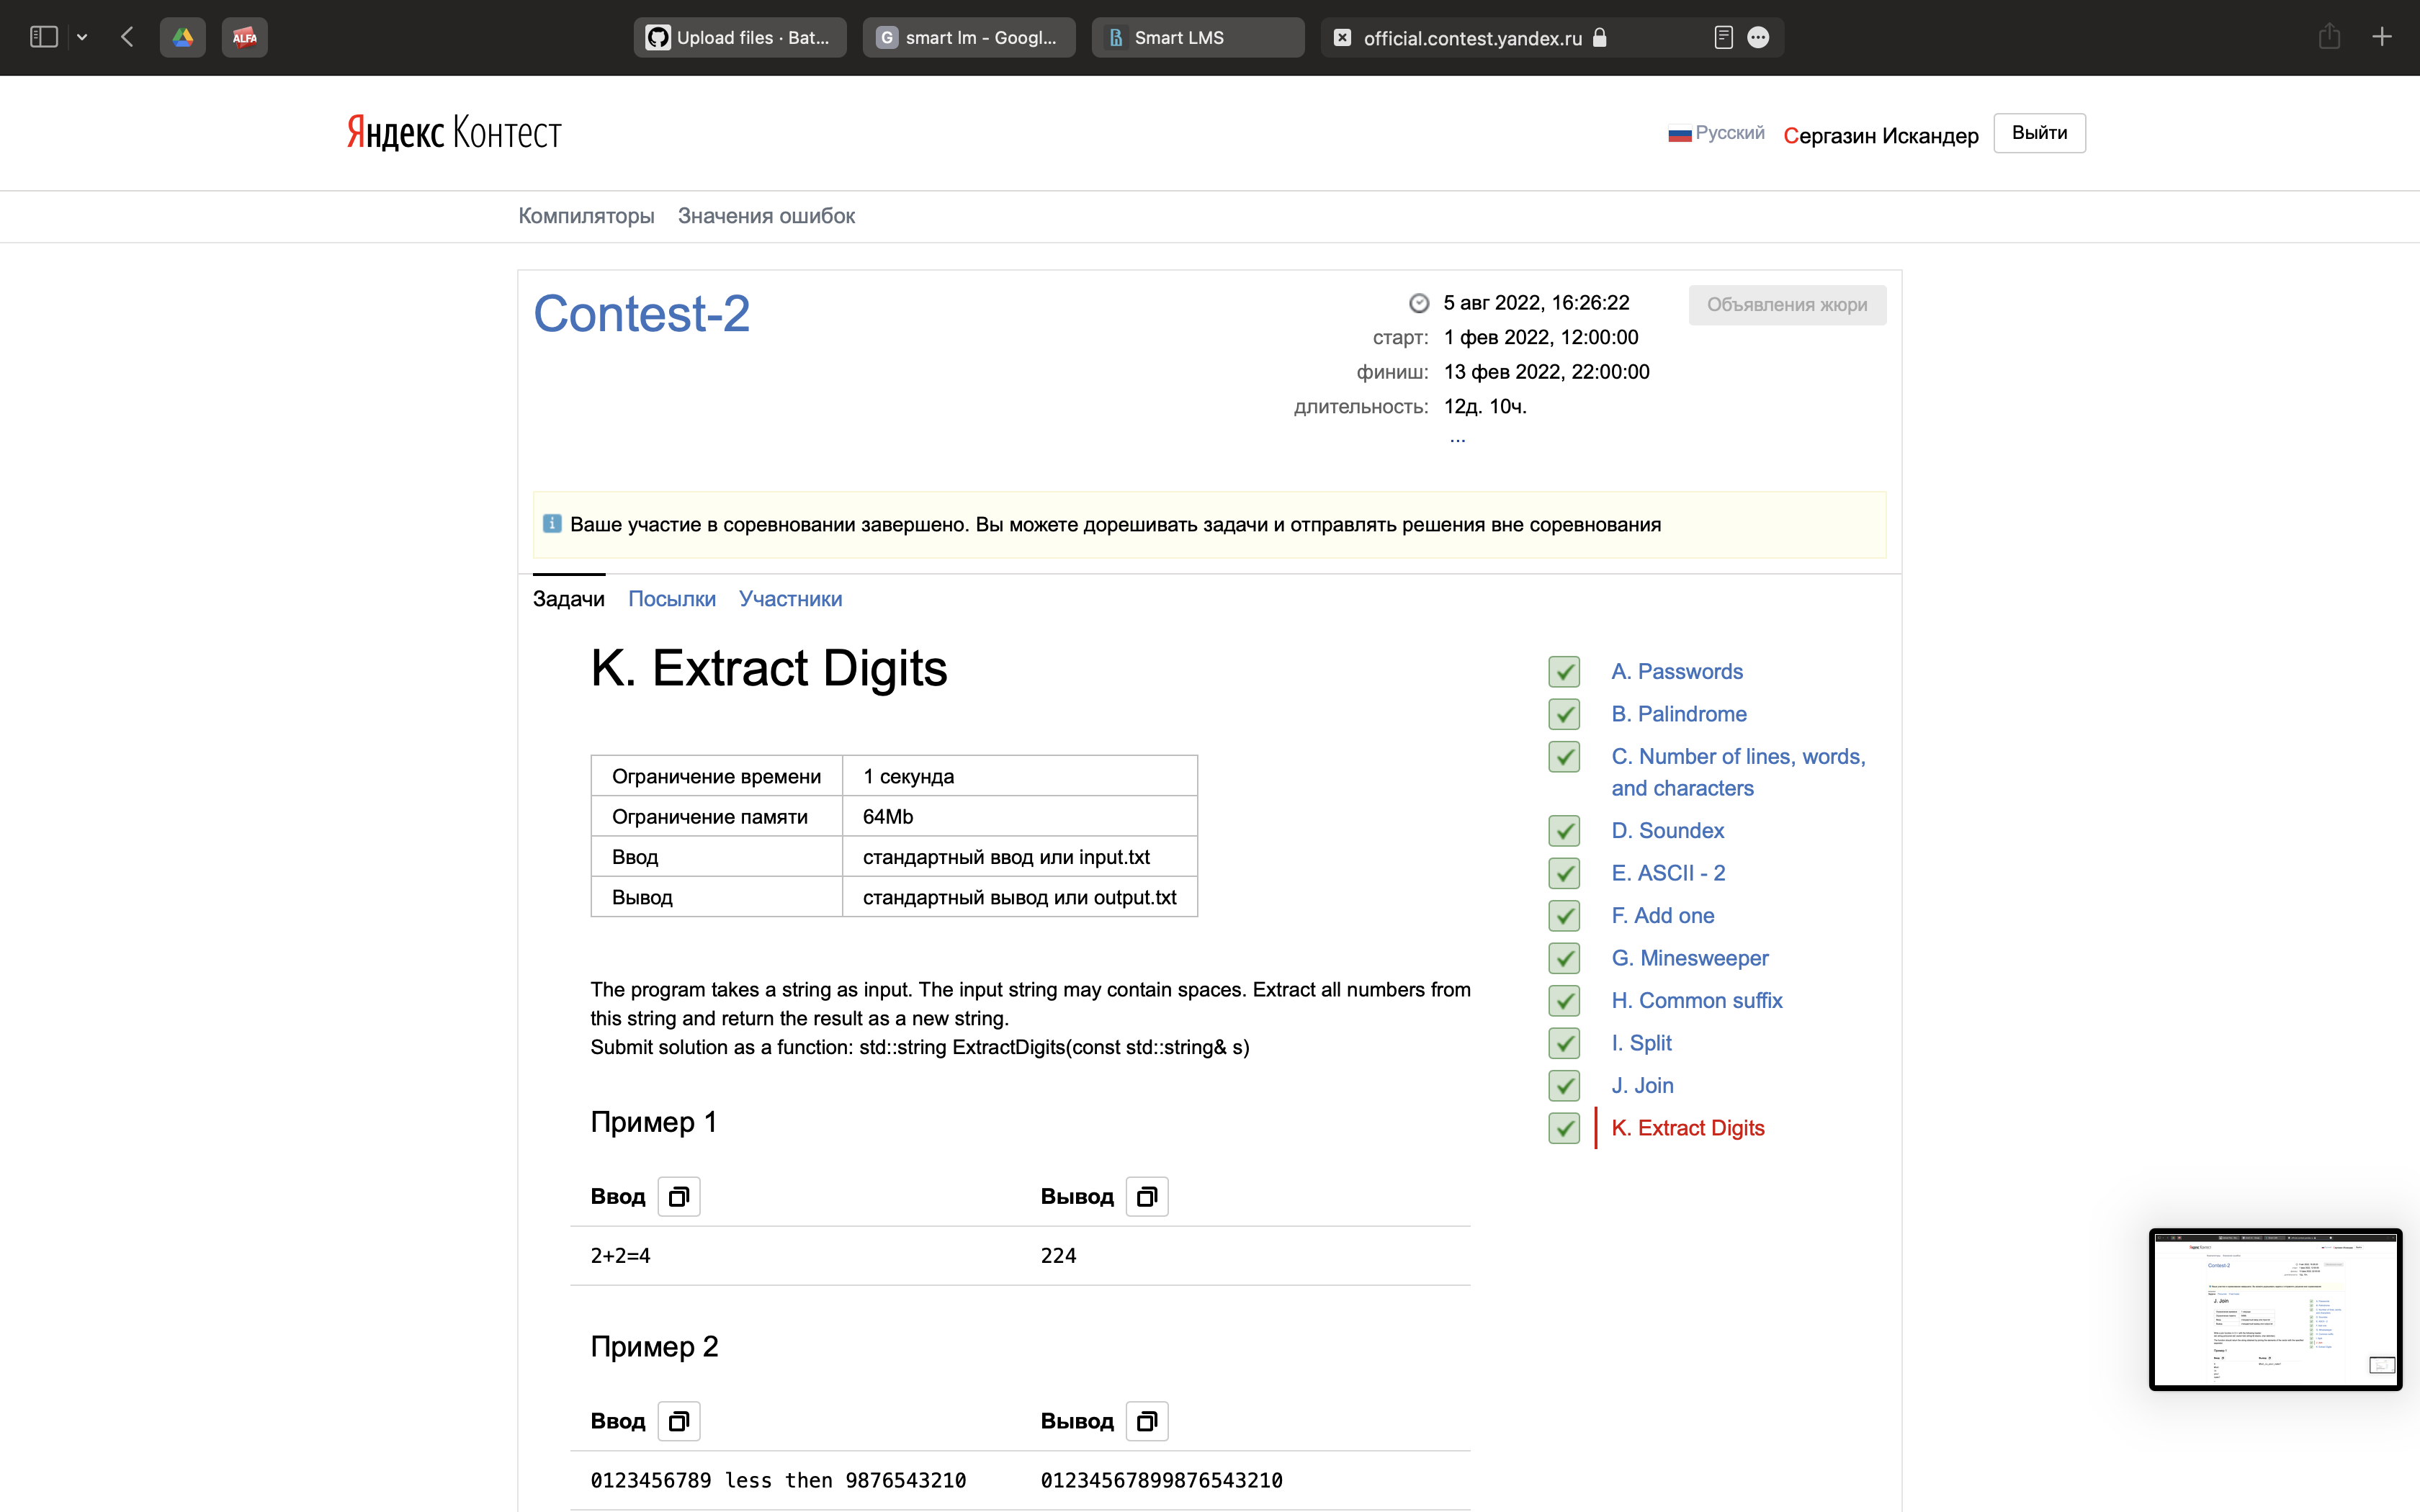 ALFA
Upload files · Bat...
G smart lm - Googl...
Smart LMS
official.contest.yandex.ru
Яндекс Контест
Русский
Сергазин Искандер
Выйти
Компиляторы Значения ошибок
Contest-2
5 авг 2022, 16:26:22
Объявления жюри
старт: 1 фев 2022, 12:00:00
финиш: 13 фев 2022, 22:00:00
длительность: 12д. 10ч.
...
Ваше участие в соревновании завершено. Вы можете дорешивать задачи и отправлять решения вне соревнования
Задачи Посылки Участники
K. Extract Digits
Ограничение времени 1 секунда
Ограничение памяти 64Mb
Ввод стандартный ввод или input.txt
Вывод стандартный вывод или output.txt
The program takes a string as input. The input string may contain spaces. Extract all numbers from
this string and return the result as a new string.
Submit solution as a function: std::string ExtractDigits(const std::string& s)
Пример 1
Ввод Вывод
2+2=4 224
Пример 2
Ввод Вывод
0123456789 less then 9876543210 01234567899876543210
A. Passwords
B. Palindrome
C. Number of lines, words,
and characters
D. Soundex
E. ASCII - 2
F. Add one
G. Minesweeper
H. Common suffix
I. Split
J. Join
K. Extract Digits
Contest-2
J. Join